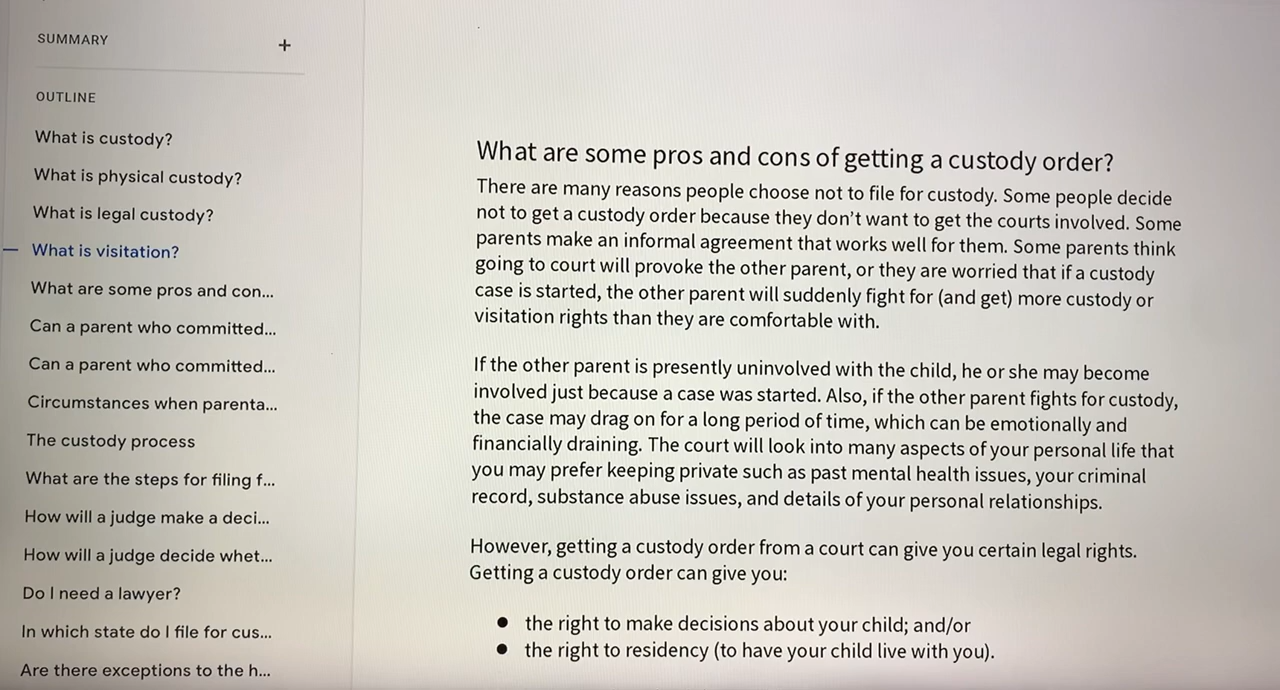 SUMMARY
+
OUTLINE
What is custody?
What is physical custody?
What is legal custody?
What is visitation?
What are some pros and con...
Can a parent who committed...
Can a parent who committed...
Circumstances when parenta...
The custody process
What are the steps for filing f...
How will a judge make a deci...
How will a judge decide whet...
Do I need a lawyer?
In which state do I file for cus...
Are there exceptions to the h...
What are some pros and cons of getting a custody order?
There are many reasons people choose not to file for custody. Some people decide
not to get a custody order because they don’t want to get the courts involved. Some
parents make an informal agreement that works well for them. Some parents think
going to court will provoke the other parent, or they are worried that if a custody
case is started, the other parent will suddenly fight for (and get) more custody or
visitation rights than they are comfortable with.
If the other parent is presently uninvolved with the child, he or she may become
involved just because a case was started. Also, if the other parent fights for custody,
the case may drag on for a long period of time, which can be emotionally and
financially draining. The court will look into many aspects of your personal life that
you may prefer keeping private such as past mental health issues, your criminal
record, substance abuse issues, and details of your personal relationships.
However, getting a custody order from a court can give you certain legal rights.
Getting a custody order can give you:
● the right to make decisions about your child; and/or
● the right to residency (to have your child live with you).